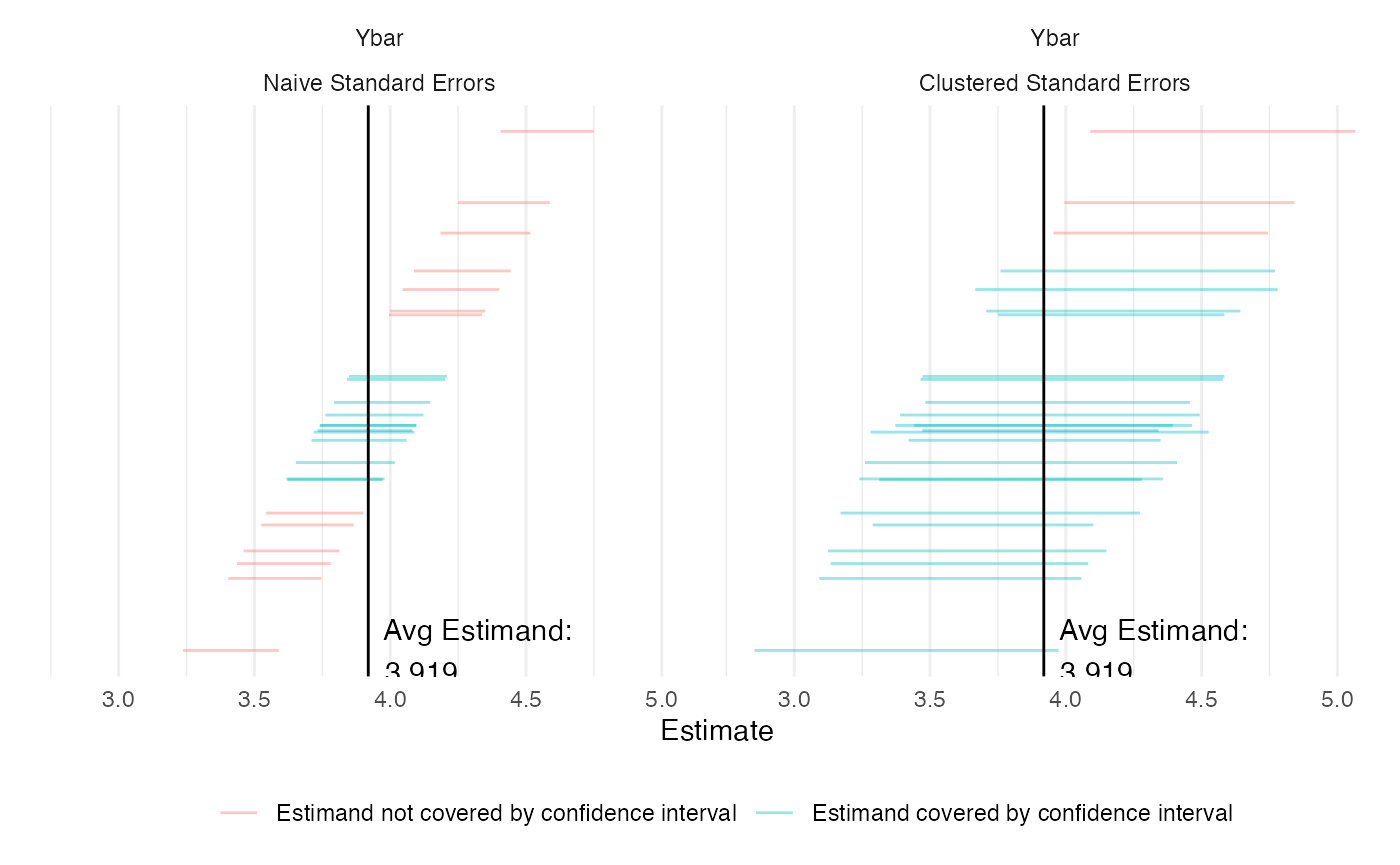 Ybar
Ybar
Naive Standard Errors
Clustered Standard Errors
Avg Estimand:
3.919
Avg Estimand:
3.919
3.0
3.5
4.0
4.5
5.0
3.0
3.5
4.0
4.5
5.0
Estimate
Estimand not covered by confidence interval
Estimand covered by confidence interval